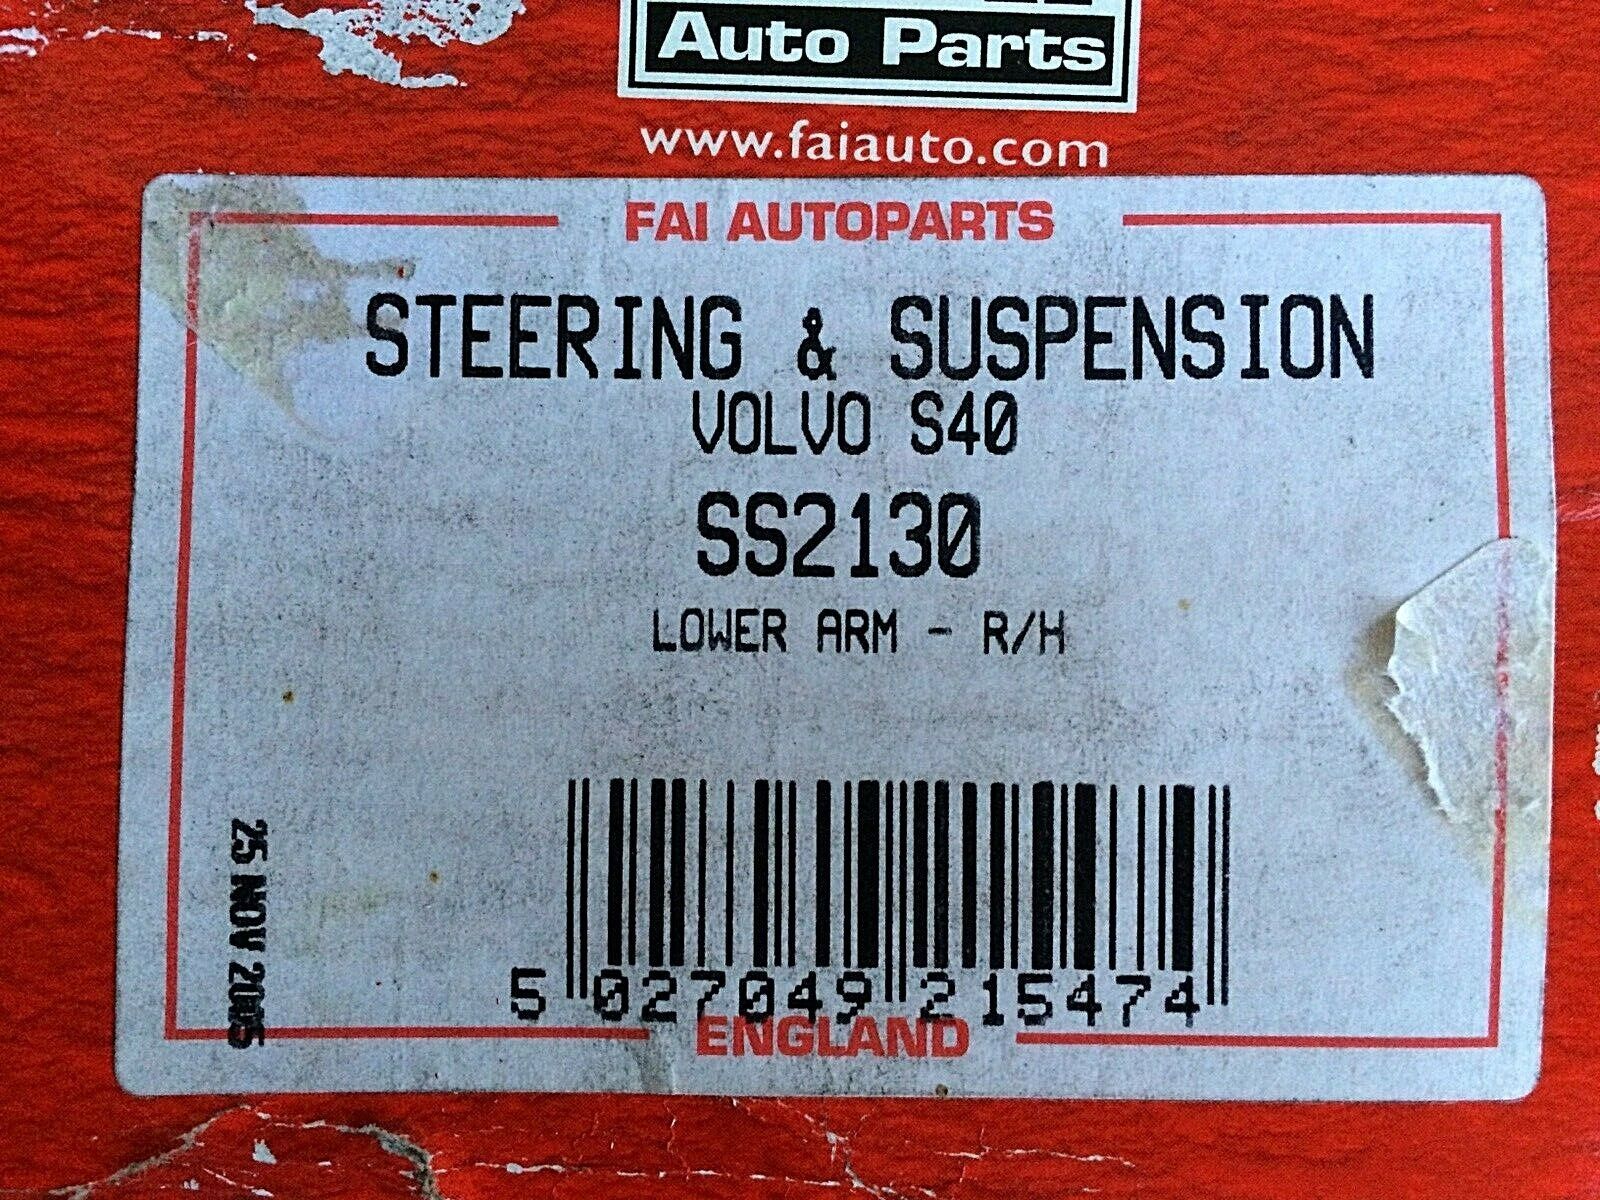 Auto Parts
www.faiauto.com
FAI AUTOPARTS
STEERING & SUSPENSION
VOLVO S40
SS2130
LOWER ARM - R/H
25 NOV 2005
5 027049 215474
ENGLAND